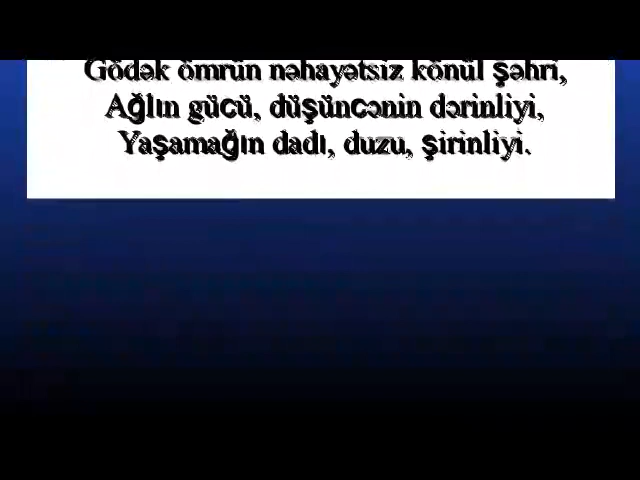 Gödək ömrün nəhayətsiz könül şəhri,
Ağlın gücü, düşüncənin dərinliyi,
Yaşamağın dadı, duzu, şirinliyi.